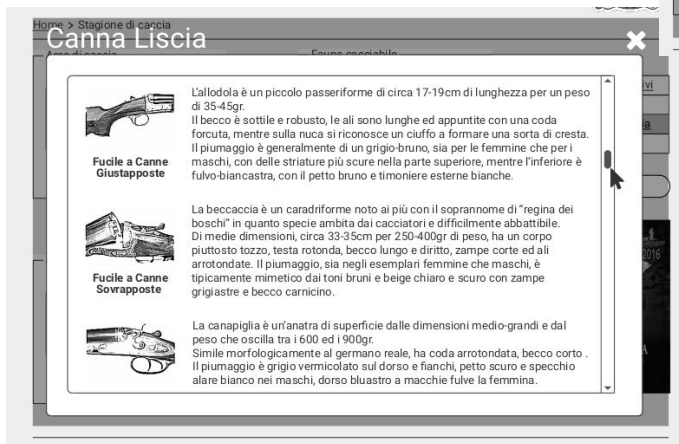 Home > Stagione di caccia
Canna Liscia
Area di caccia
Fauna cacciabile
L'allodola è un piccolo passeriforme di circa 17-19cm di lunghezza per un peso
di 35-45gr.
Il becco è sottile e robusto, le ali sono lunghe ed appuntite con una coda
forcuta, mentre sulla nuca si riconosce un ciuffo a formare una sorta di cresta.
Il piumaggio è generalmente di un grigio-bruno, sia per le femmine che per i
maschi, con delle striature più scure nella parte superiore, mentre l'inferiore è
fulvo-biancastra, con il petto bruno e timoniere esterne bianche.
Fucile a Canne
Giustapposte
La beccaccia è un caradriforme noto ai più con il soprannome di "regina dei
boschi" in quanto specie ambita dai cacciatori e difficilmente abbattibile.
Di medie dimensioni, circa 33-35cm per 250-400gr di peso, ha un corpo
piuttosto tozzo, testa rotonda, becco lungo e diritto, zampe corte ed ali
arrotondate. Il piumaggio, sia negli esemplari femmine che maschi, è
tipicamente mimetico dai toni bruni e beige chiaro e scuro con zampe
grigiastre e becco carnicino.
Fucile a Canne
Sovrapposte
La canapiglia è un'anatra di superficie dalle dimensioni medio-grandi e dal
peso che oscilla tra i 600 ed i 900gr.
Simile morfologicamente al germano reale, ha coda arrotondata, becco corto .
Il piumaggio è grigio vermicolato sul dorso e fianchi, petto scuro e specchio
alare bianco nei maschi, dorso bluastro a macchie fulve la femmina.
vi
a
2016
A